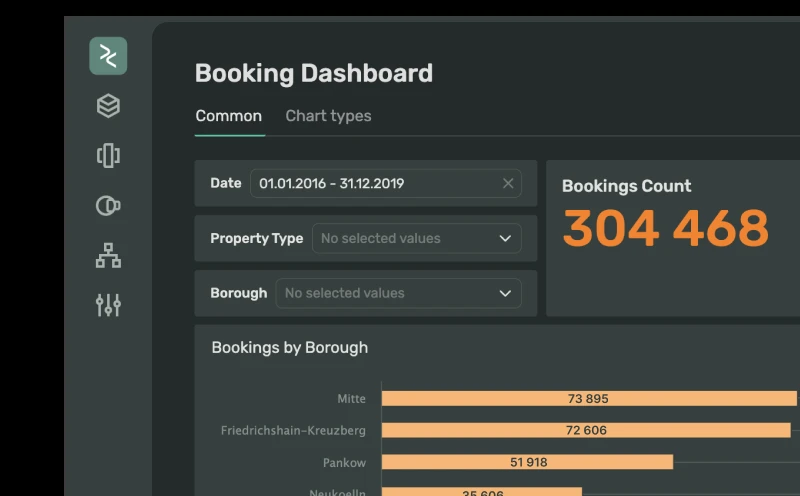 Booking Dashboard
Common Chart types
Date 01.01.2016 - 31.12.2019
Property Type No selected values
Borough No selected values
Bookings Count
304 468
Bookings by Borough
Mitte 73 895
Friedrichshain-Kreuzberg 72 606
Pankow 51 918
Neukoelln 35 606